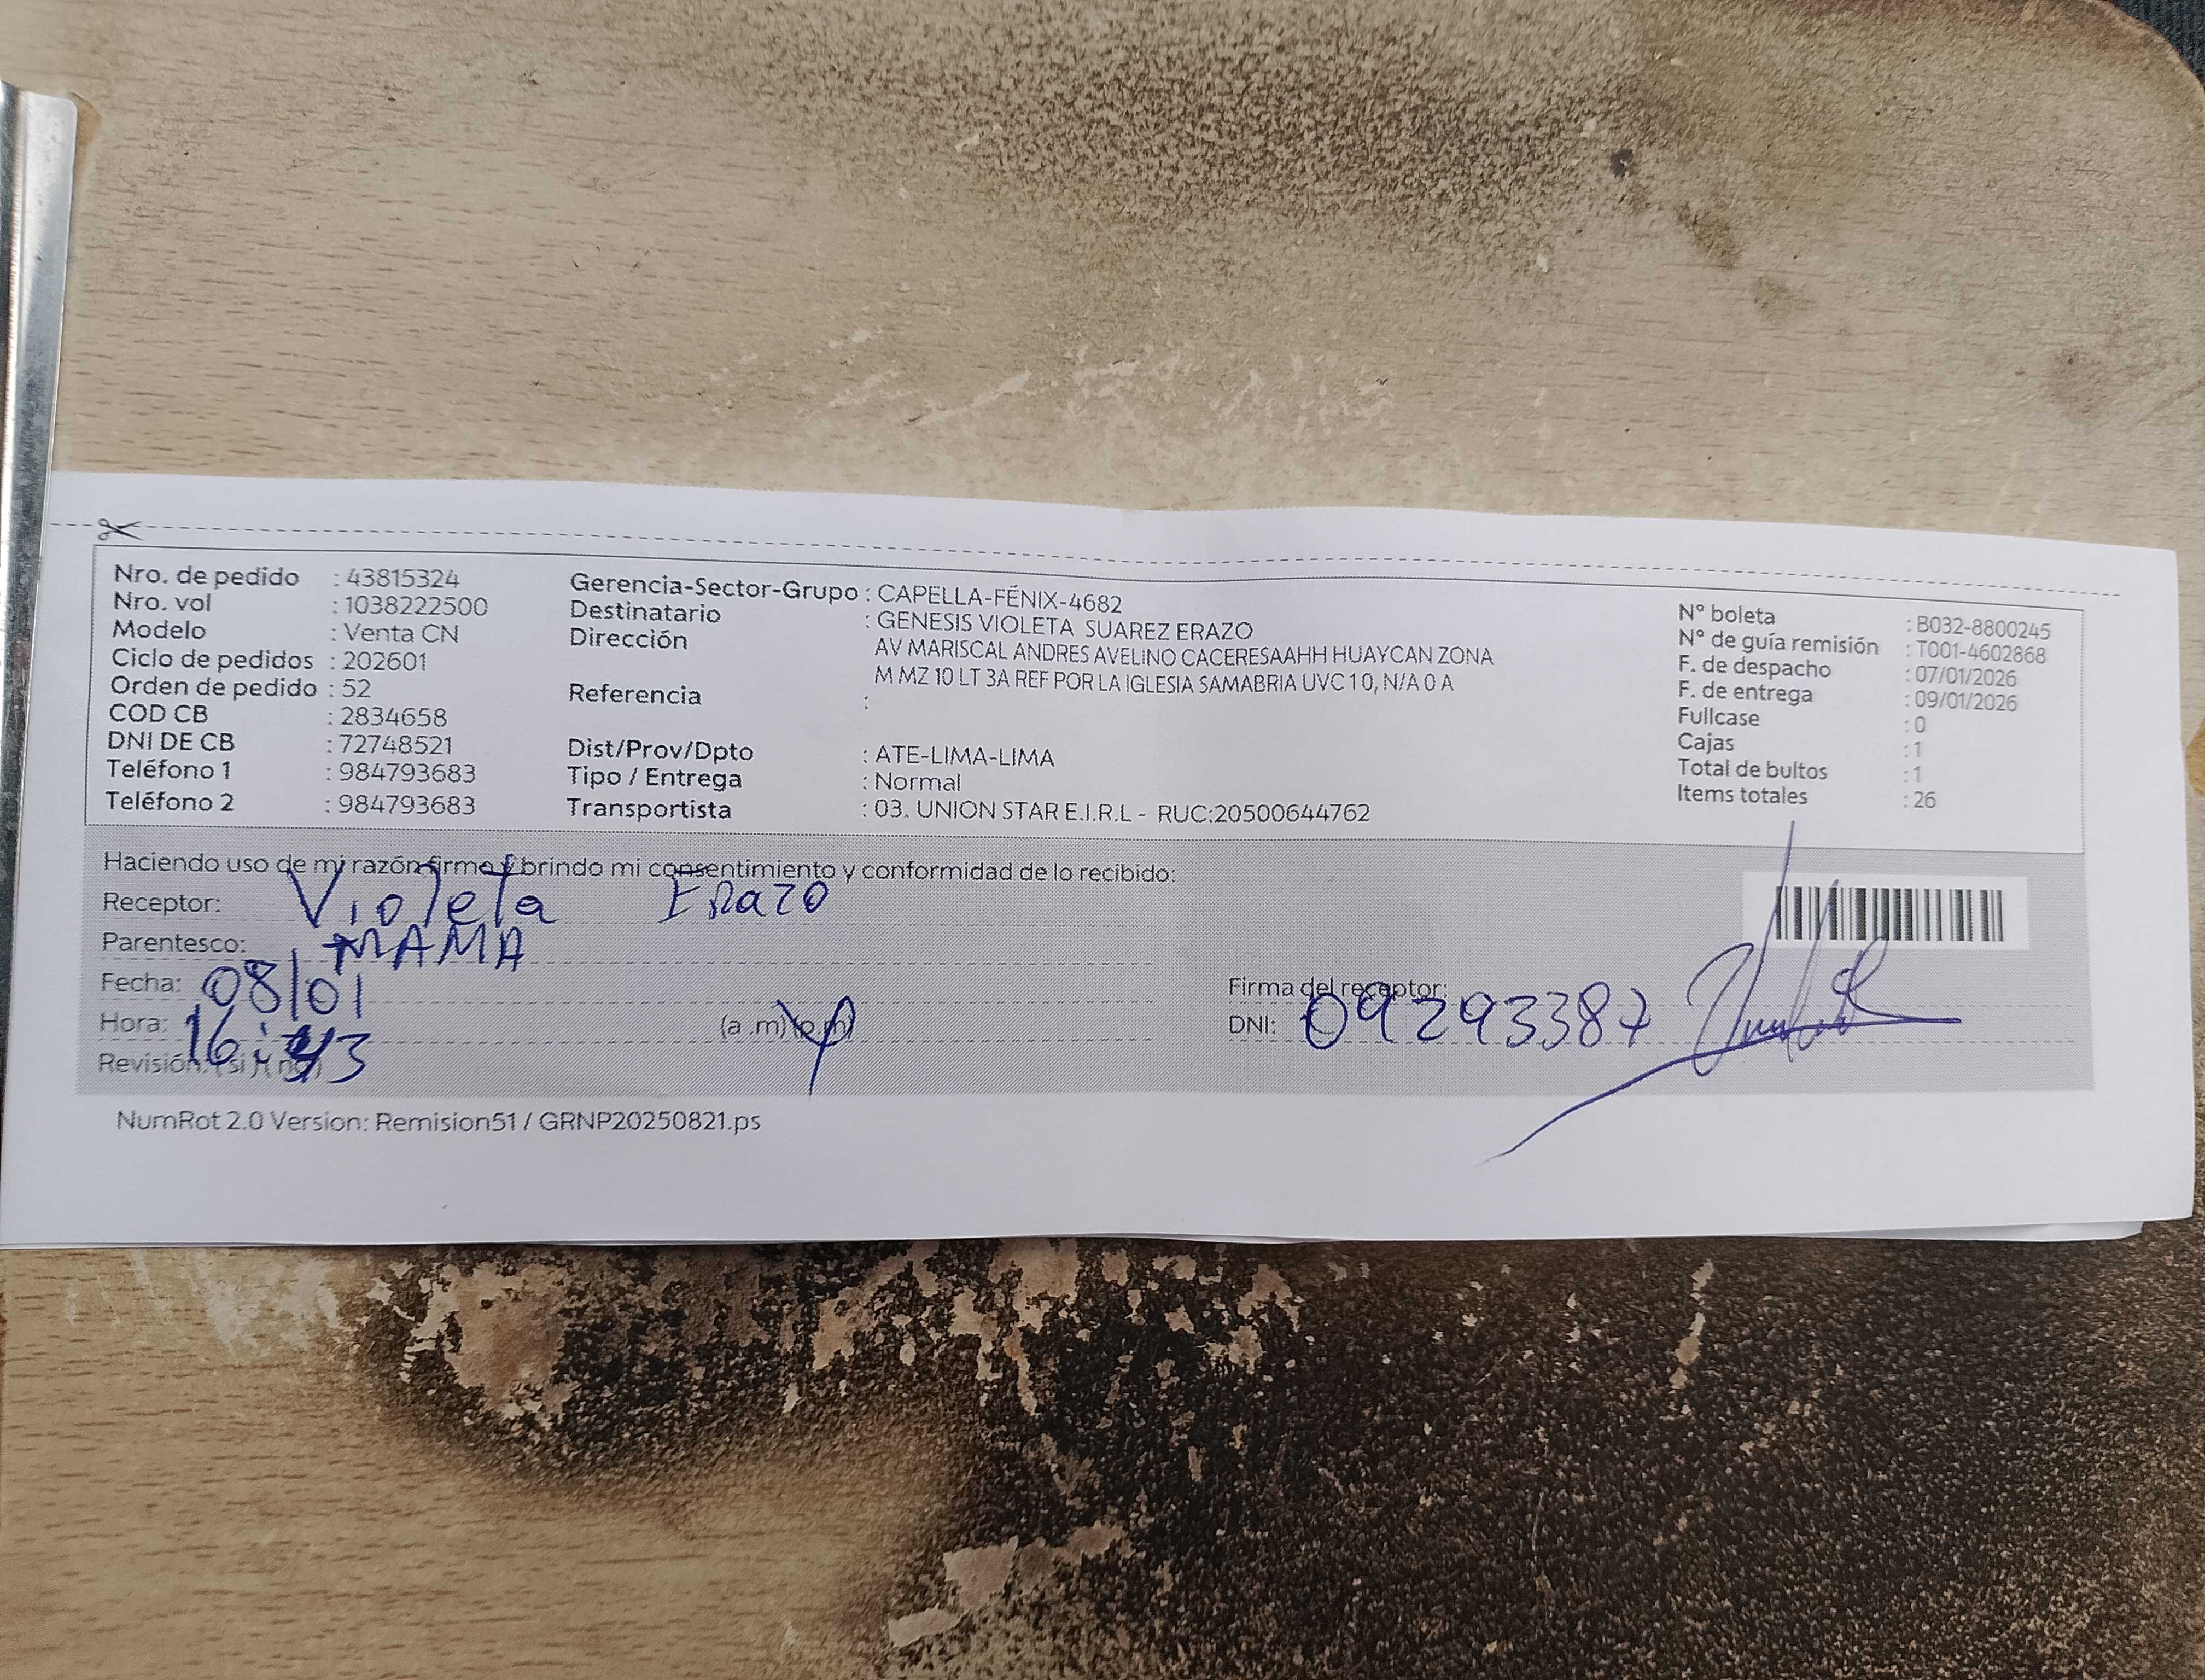 Nro. de pedido : 43815324
Nro. vol : 1038222500
Modelo : Venta CN
Ciclo de pedidos : 202601
Orden de pedido : 52
COD CB : 2834658
DNI DE CB : 72748521
Teléfono 1 : 984793683
Teléfono 2 : 984793683
Gerencia-Sector-Grupo : CAPELLA-FÉNIX-4682
Destinatario : GENESIS VIOLETA SUAREZ ERAZO
Dirección AV MARISCAL ANDRES AVELINO CACERESAAHH HUAYCAN ZONA
M MZ 10 LT 3A REF POR LA IGLESIA SAMABRIA UVC 10, N/A 0 A
Referencia :
Dist/Prov/Dpto : ATE-LIMA-LIMA
Tipo / Entrega : Normal
Transportista : 03. UNION STAR E.I.R.L - RUC:20500644762
N° boleta : B032-8800245
N° de guía remisión : T001-4602868
F. de despacho : 07/01/2026
F. de entrega : 09/01/2026
Fullcase : 0
Cajas : 1
Total de bultos : 1
Items totales : 26
Haciendo uso de mi razón firmo y brindo mi consentimiento y conformidad de lo recibido:
Receptor: Violeta Erazo
Parentesco: MAMA
Fecha: 08/01
Hora: 16:43 (a.m) (p.m)
Revisión: (si) (no)
Firma del receptor:
DNI: 09293387
NumRot 2.0 Version: Remision51 / GRNP20250821.ps